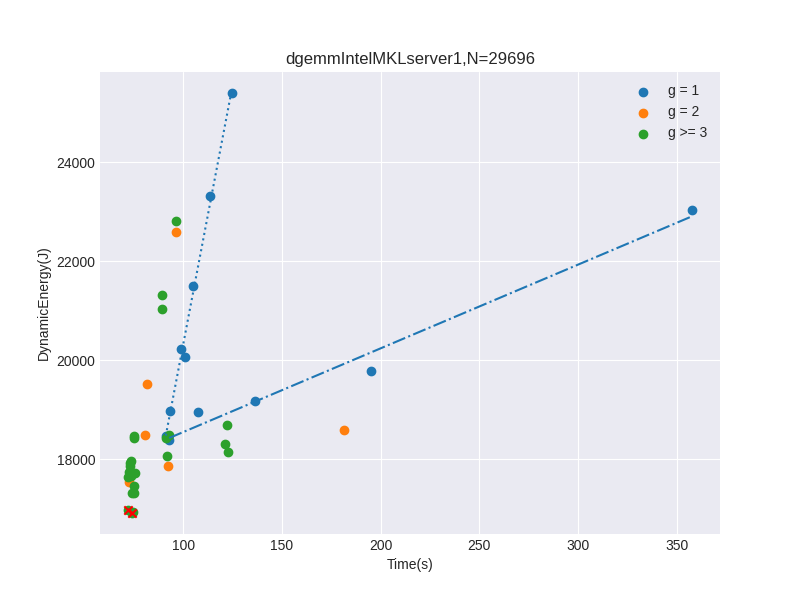 dgemmIntelMKLserver1,N=29696
g = 1
g = 2
g >= 3
24000
22000
20000
18000
DynamicEnergy(J)
100
150
200
250
300
350
Time(s)